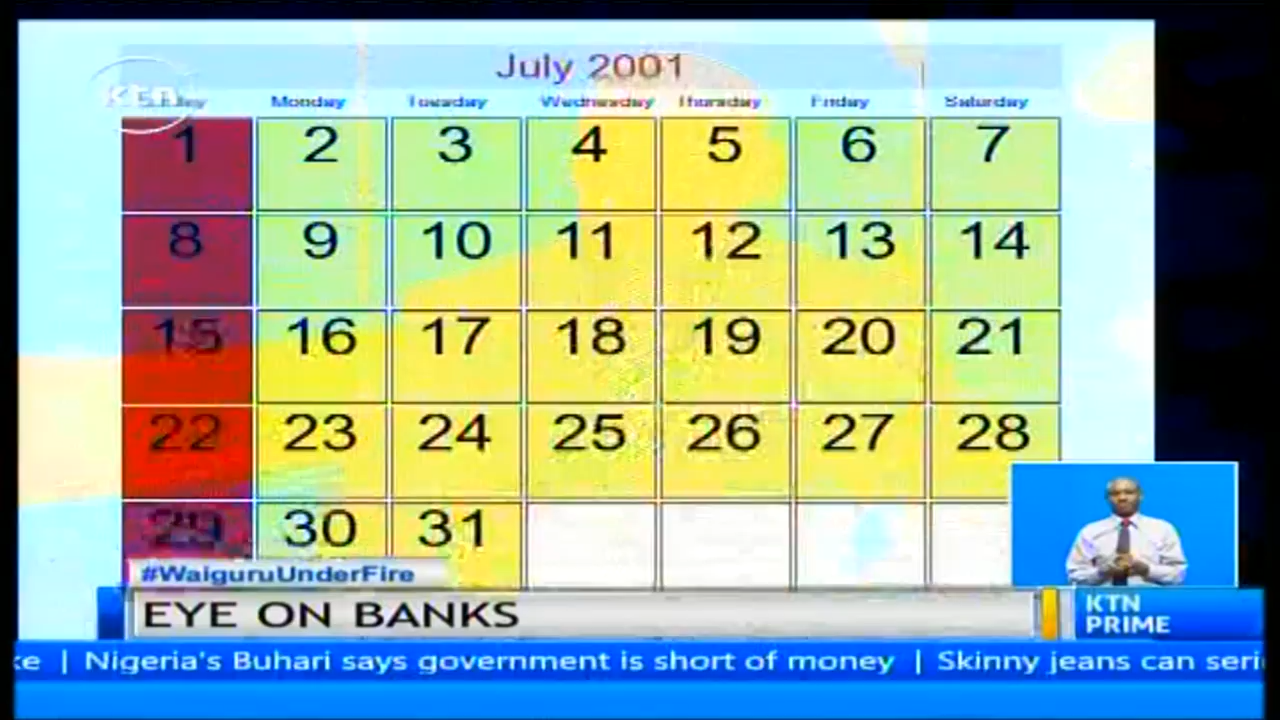 July 2001
KTN
Sunday Monday Tuesday Wednesday Thursday Friday Saturday
1 2 3 4 5 6 7
8 9 10 11 12 13 14
15 16 17 18 19 20 21
22 23 24 25 26 27 28
29 30 31
#WaiguruUnderFire
EYE ON BANKS
KTN
PRIME
ke | Nigeria's Buhari says government is short of money | Skinny jeans can seri